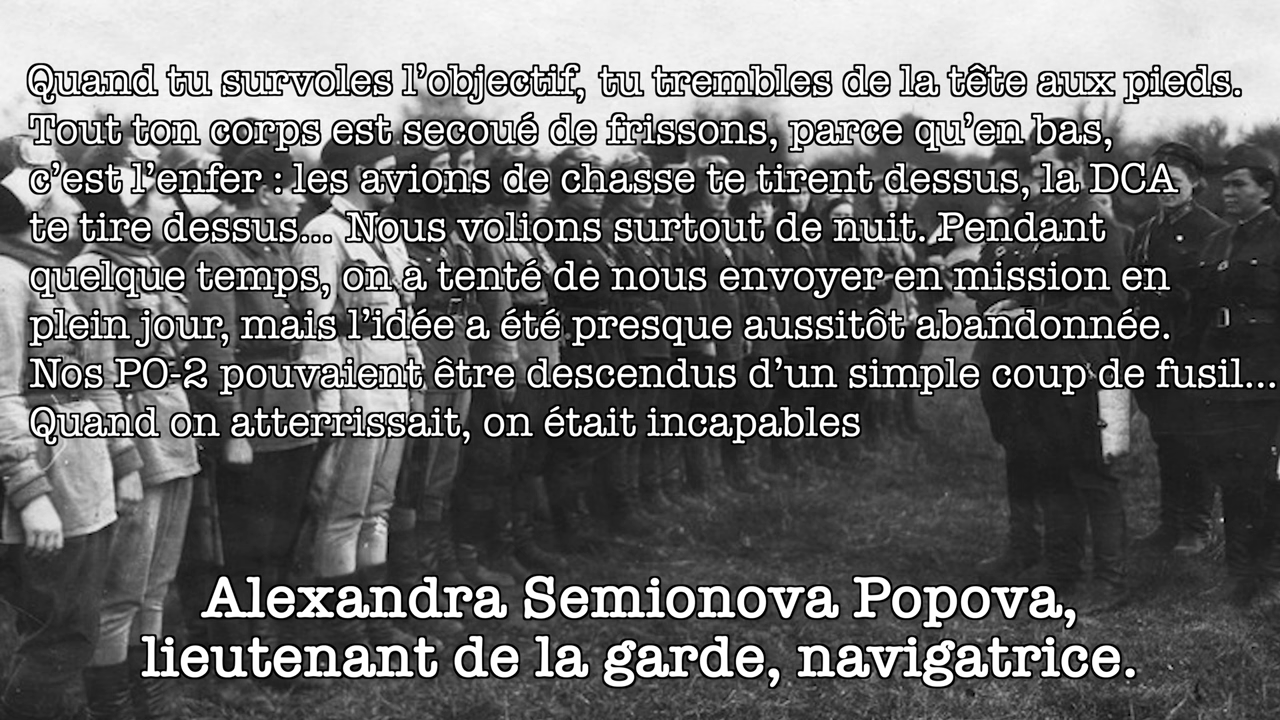 Quand tu survoles l’objectif, tu trembles de la tête aux pieds.
Tout ton corps est secoué de frissons, parce qu’en bas,
c’est l’enfer : les avions de chasse te tirent dessus, la DCA
te tire dessus... Nous volions surtout de nuit. Pendant
quelque temps, on a tenté de nous envoyer en mission en
plein jour, mais l’idée a été presque aussitôt abandonnée.
Nos PO-2 pouvaient être descendus d’un simple coup de fusil...
Quand on atterrissait, on était incapables
Alexandra Semionova Popova,
lieutenant de la garde, navigatrice.